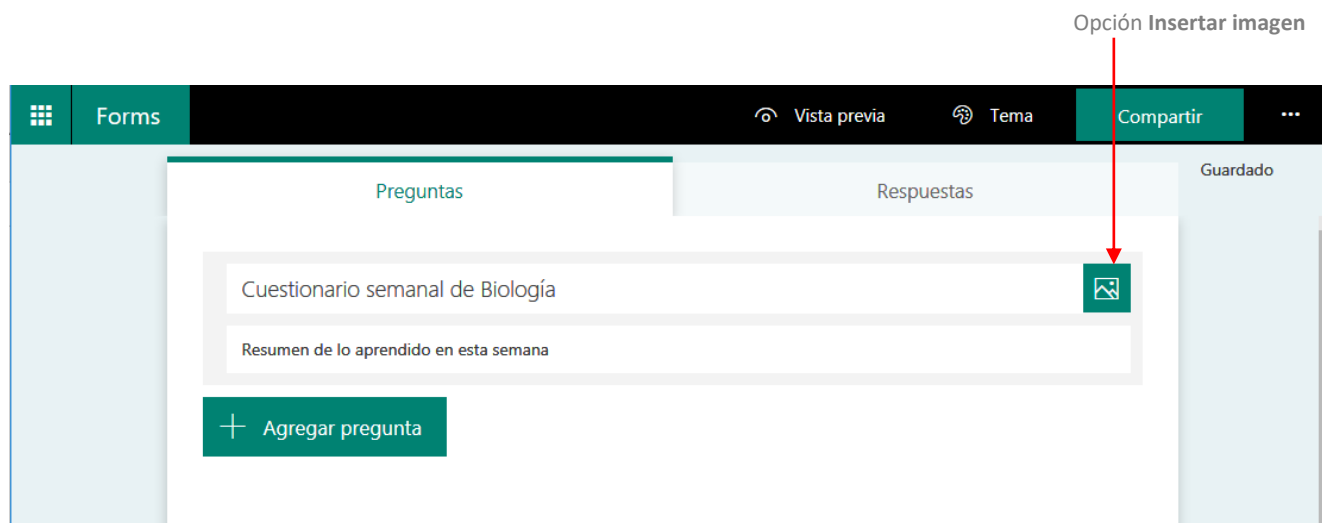 Opción Insertar imagen
Forms Vista previa Tema Compartir ...
Guardado
Preguntas Respuestas
Cuestionario semanal de Biología
Resumen de lo aprendido en esta semana
Agregar pregunta